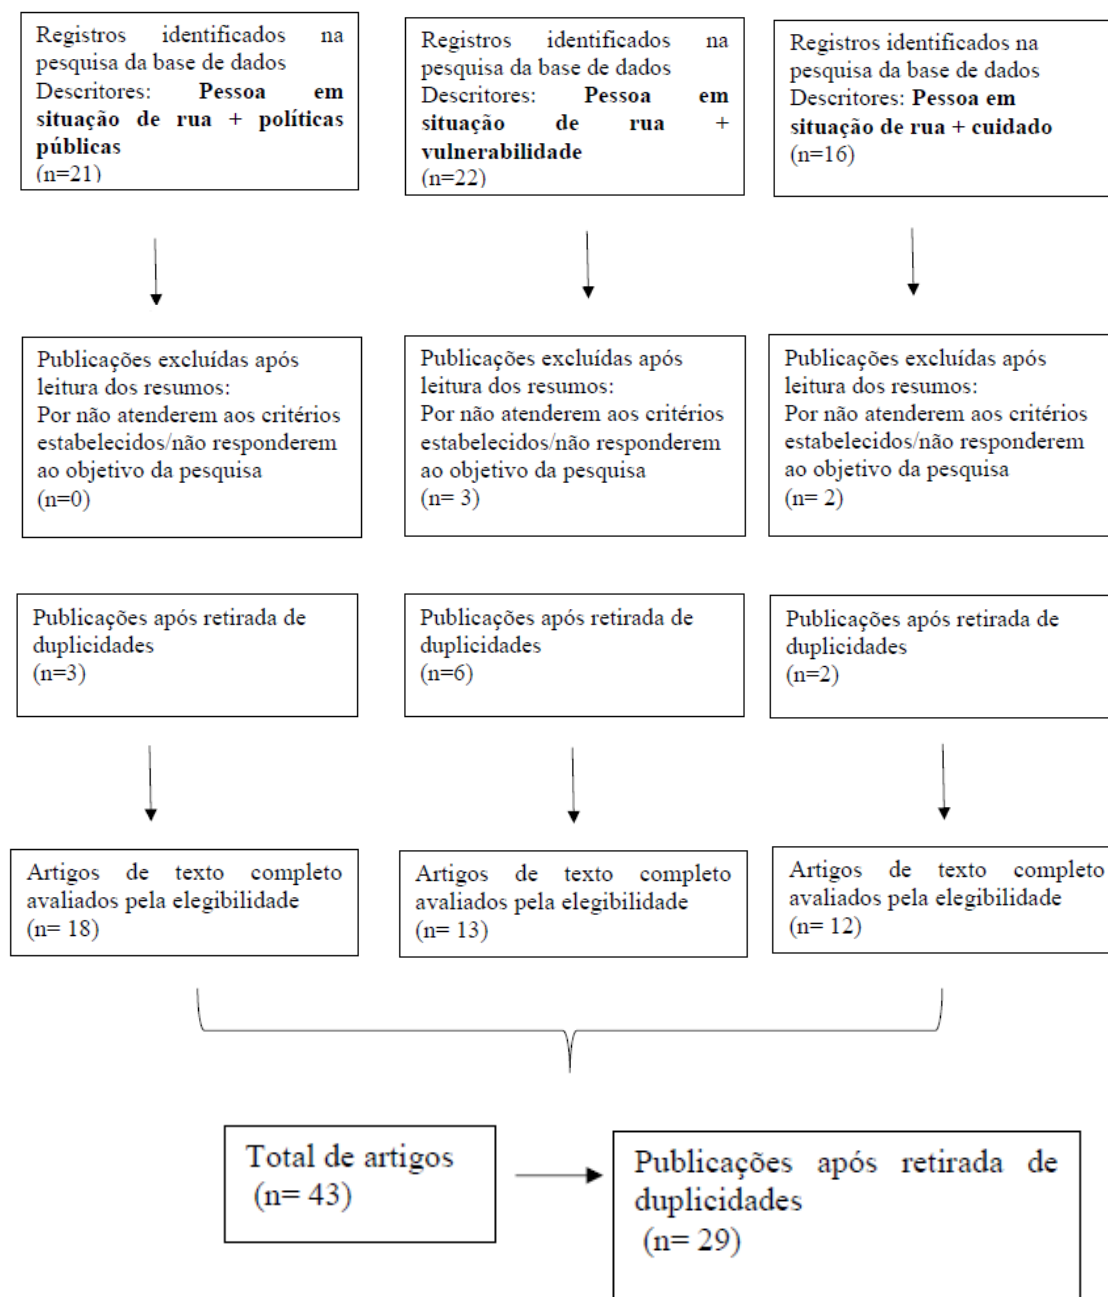 Registros identificados na
pesquisa da base de dados
Descritores: Pessoa em
situação de rua + políticas
públicas
(n=21)
Registros identificados na
pesquisa da base de dados
Descritores: Pessoa em
situação de rua +
vulnerabilidade
(n=22)
Registros identificados na
pesquisa da base de dados
Descritores: Pessoa em
situação de rua + cuidado
(n=16)
Publicações excluídas após
leitura dos resumos:
Por não atenderem aos critérios
estabelecidos/não responderem
ao objetivo da pesquisa
(n=0)
Publicações excluídas após
leitura dos resumos:
Por não atenderem aos critérios
estabelecidos/não responderem
ao objetivo da pesquisa
(n= 3)
Publicações excluídas após
leitura dos resumos:
Por não atenderem aos critérios
estabelecidos/não responderem
ao objetivo da pesquisa
(n= 2)
Publicações após retirada de
duplicidades
(n=3)
Publicações após retirada de
duplicidades
(n=6)
Publicações após retirada de
duplicidades
(n=2)
Artigos de texto completo
avaliados pela elegibilidade
(n= 18)
Artigos de texto completo
avaliados pela elegibilidade
(n= 13)
Artigos de texto completo
avaliados pela elegibilidade
(n= 12)
Total de artigos
(n= 43)
Publicações após retirada de
duplicidades
(n= 29)